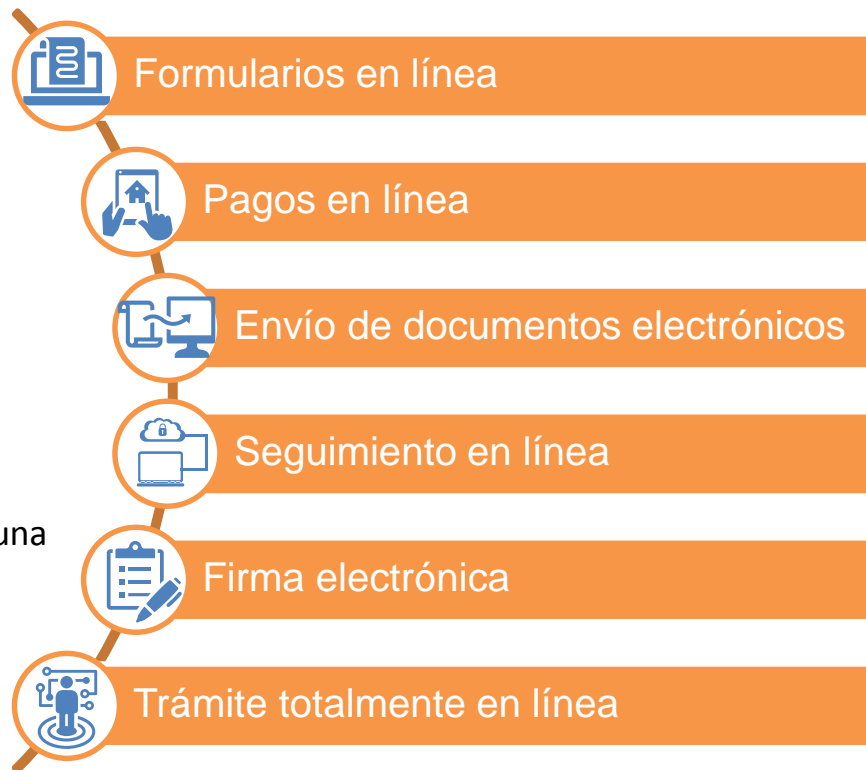 Formularios en línea
Pagos en línea
Envío de documentos electrónicos
Seguimiento en línea
una
Firma electrónica
Trámite totalmente en línea